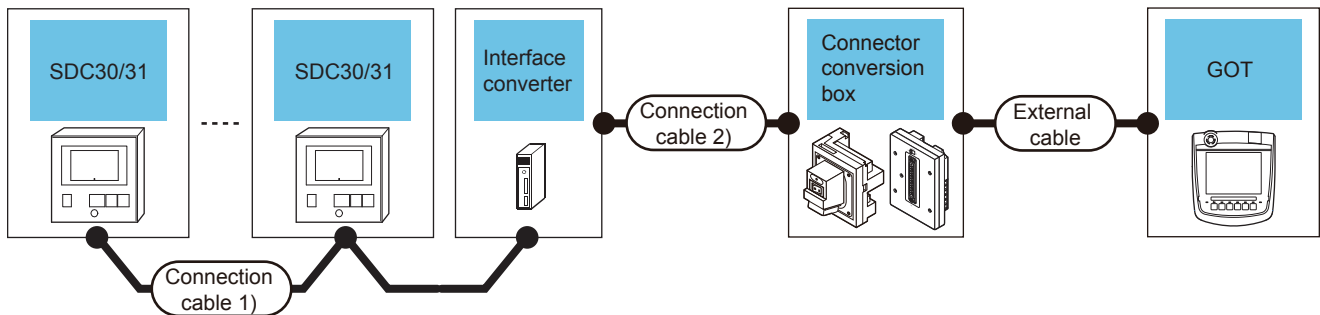 SDC30/31
SDC30/31
Interface
converter
Connector
conversion
box
GOT
Connection
cable 2)
External
cable
Connection
cable 1)